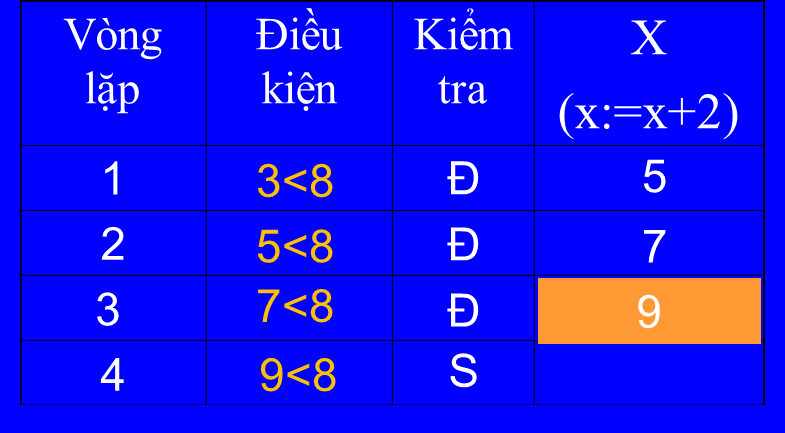 Vòng lặp Điều kiện Kiểm tra X (x:=x+2)
1 3<8 Đ 5
2 5<8 Đ 7
3 7<8 Đ 9
4 9<8 S